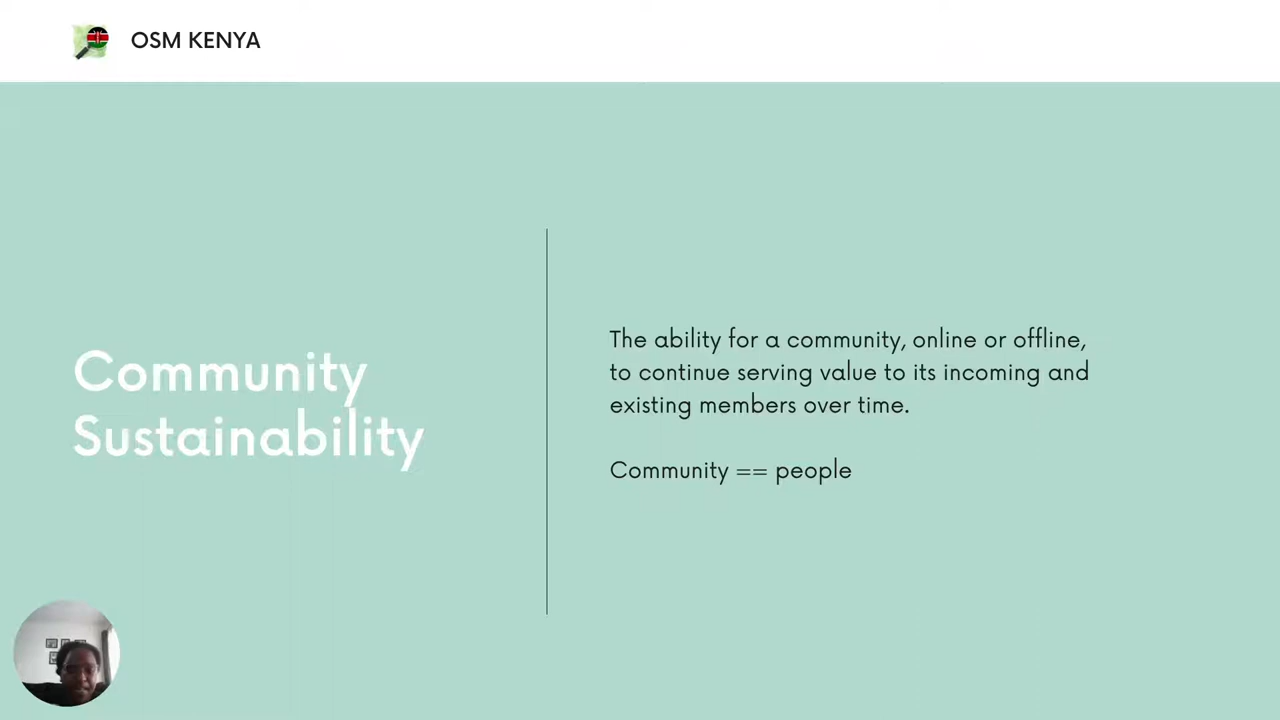 OSM KENYA
Community
Sustainability
The ability for a community, online or offline,
to continue serving value to its incoming and
existing members over time.
Community == people